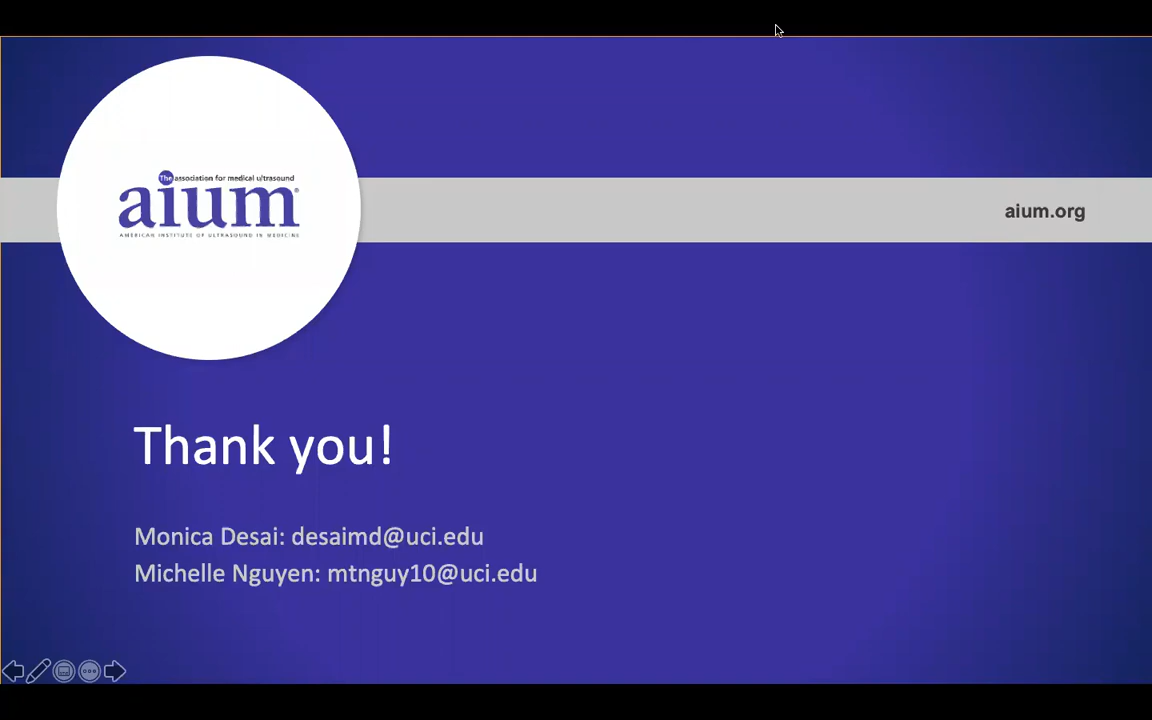 The association for medical ultrasound
aium®
AMERICAN INSTITUTE OF ULTRASOUND IN MEDICINE
aium.org
Thank you!
Monica Desai: desaimd@uci.edu
Michelle Nguyen: mtnguy10@uci.edu